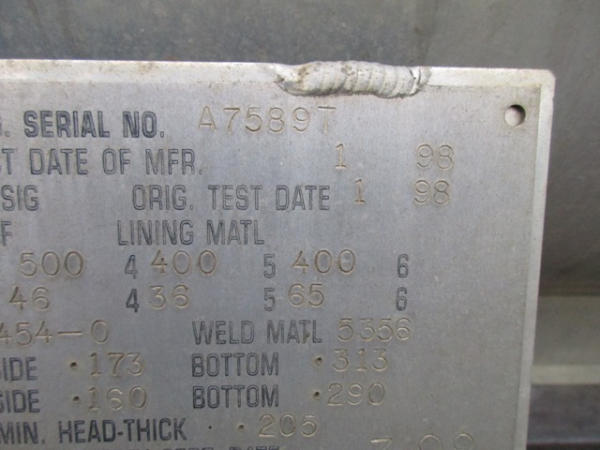 . SERIAL NO. A7589T
ST DATE OF MFR. 1 98
SIG ORIG. TEST DATE 1 98
F LINING MATL
500 4 400 5 400 6
46 4 36 5 65 6
454-0 WELD MATL 5356
SIDE .173 BOTTOM .313
SIDE .160 BOTTOM .290
MIN. HEAD-THICK .205